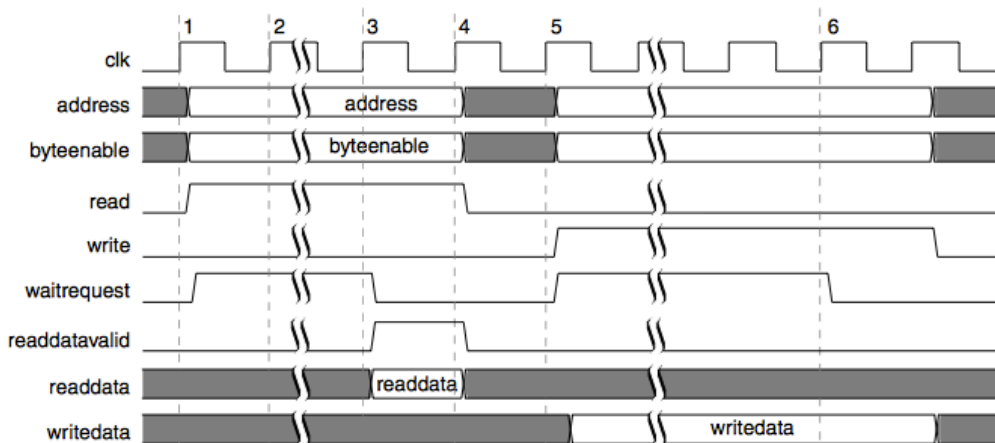 1 2 3 4 5 6
clk
address address
byteenable byteenable
read
write
waitrequest
readdatavalid
readdata readdata
writedata writedata